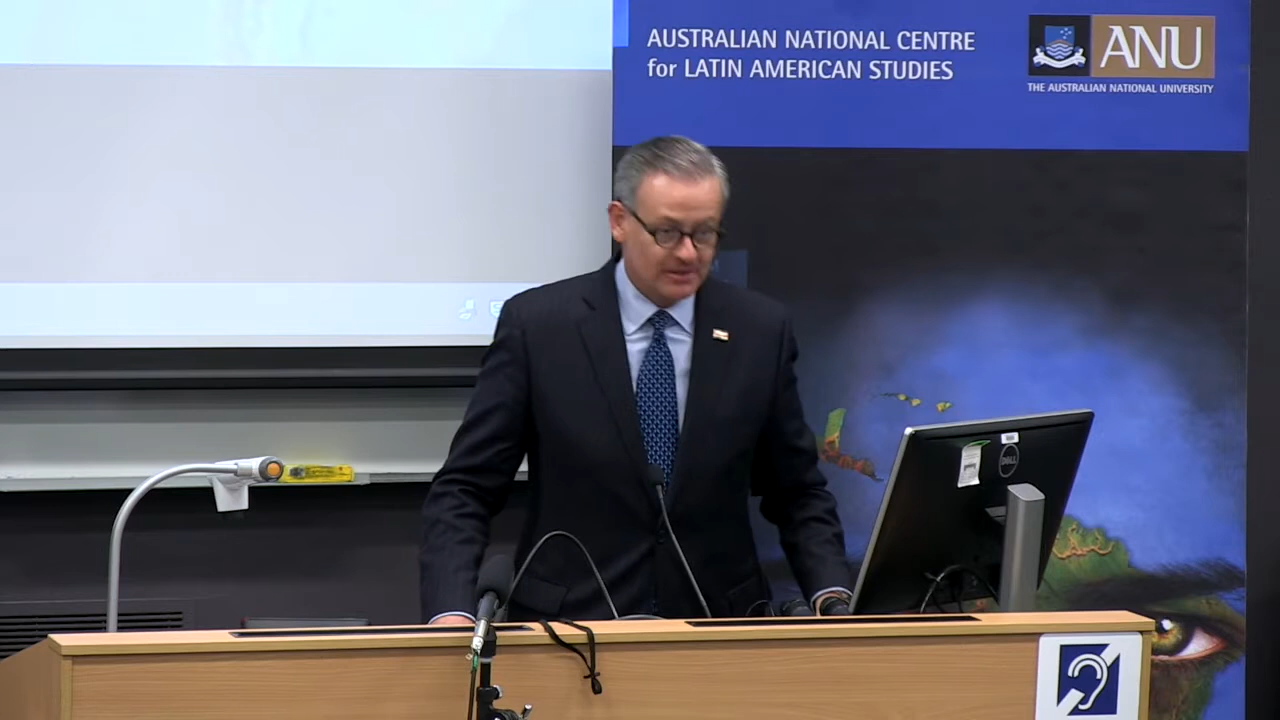 AUSTRALIAN NATIONAL CENTRE
for LATIN AMERICAN STUDIES
ANU
THE AUSTRALIAN NATIONAL UNIVERSITY
DELL